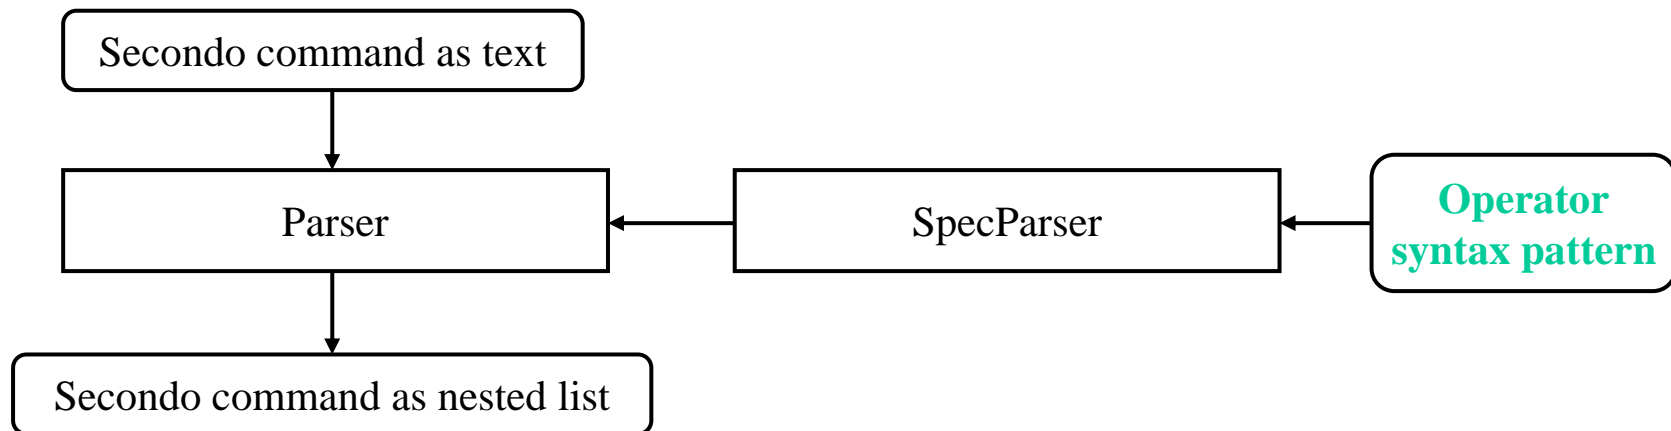 Secondo command as text
Parser
SpecParser
Operator
syntax pattern
Secondo command as nested list